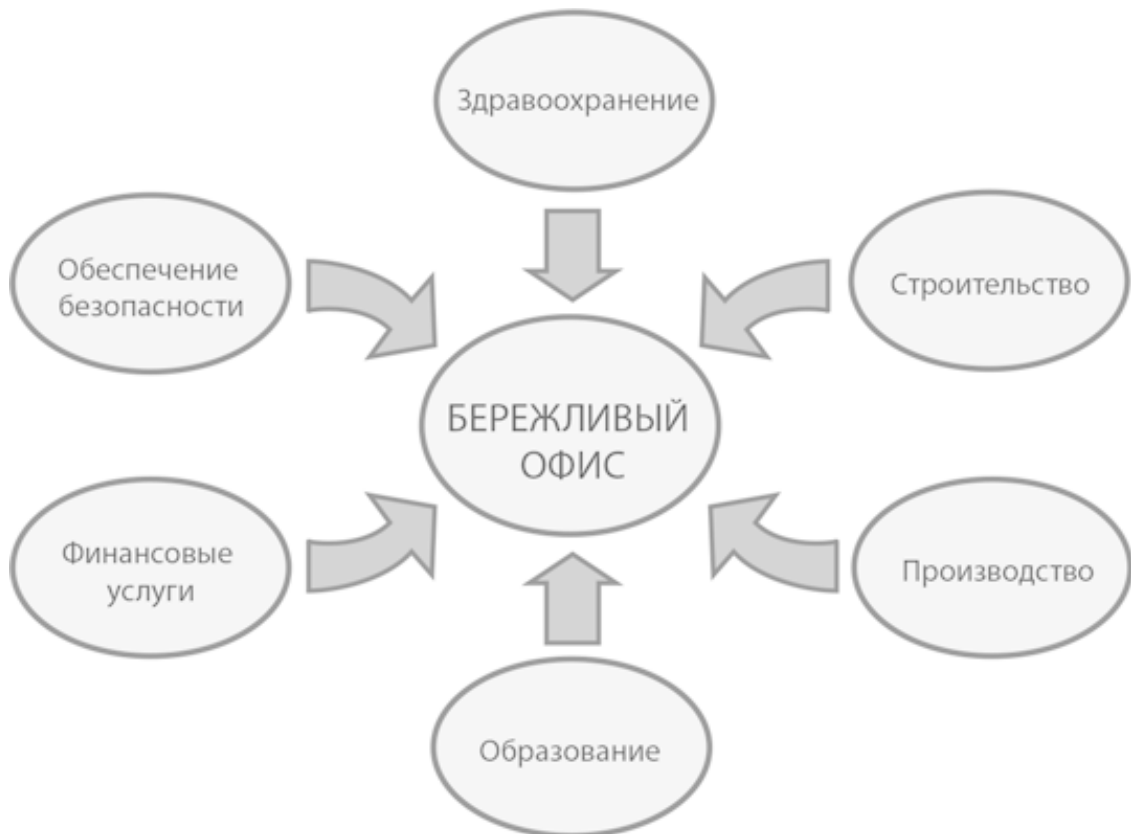 Здравоохранение
Обеспечение
безопасности
Строительство
БЕРЕЖЛИВЫЙ
ОФИС
Финансовые
услуги
Производство
Образование